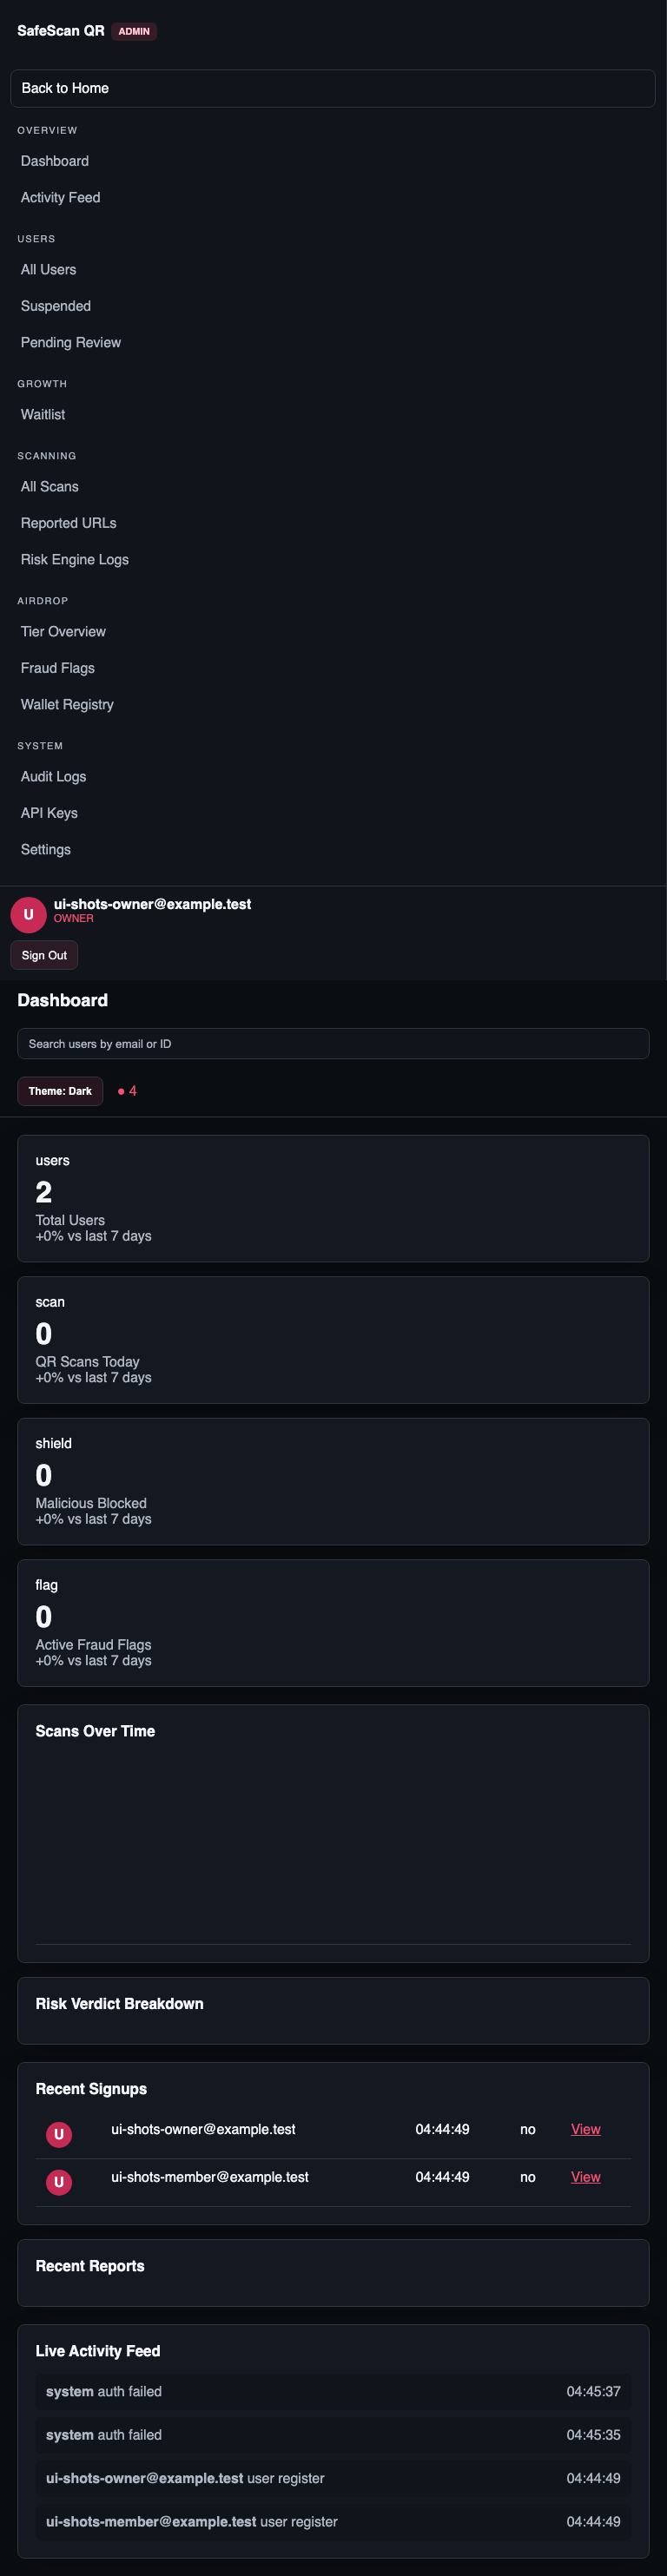 SafeScan QR ADMIN
Back to Home
OVERVIEW
Dashboard
Activity Feed
USERS
All Users
Suspended
Pending Review
GROWTH
Waitlist
SCANNING
All Scans
Reported URLs
Risk Engine Logs
AIRDROP
Tier Overview
Fraud Flags
Wallet Registry
SYSTEM
Audit Logs
API Keys
Settings
U ui-shots-owner@example.test
OWNER
Sign Out
Dashboard
Search users by email or ID
Theme: Dark 4
users
2
Total Users
+0% vs last 7 days
scan
0
QR Scans Today
+0% vs last 7 days
shield
0
Malicious Blocked
+0% vs last 7 days
flag
0
Active Fraud Flags
+0% vs last 7 days
Scans Over Time
Risk Verdict Breakdown
Recent Signups
U ui-shots-owner@example.test 04:44:49 no View
U ui-shots-member@example.test 04:44:49 no View
Recent Reports
Live Activity Feed
system auth failed 04:45:37
system auth failed 04:45:35
ui-shots-owner@example.test user register 04:44:49
ui-shots-member@example.test user register 04:44:49